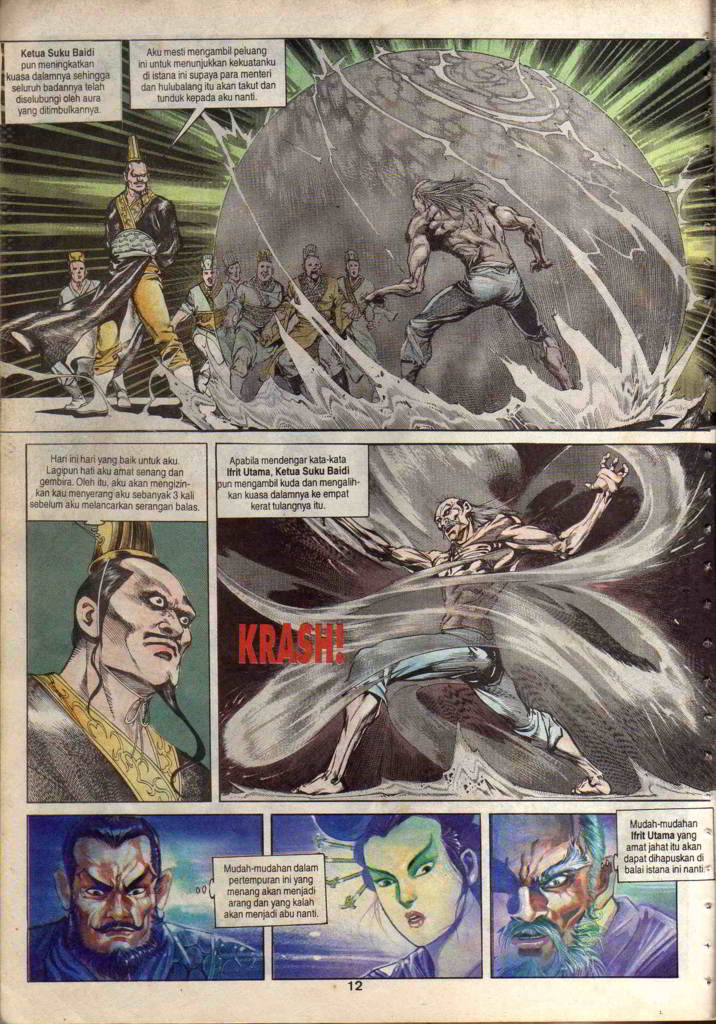 Ketua Suku Baidi
pun meningkatkan
kuasa dalamnya sehingga
seluruh badannya telah
diselubungi oleh aura
yang ditimbulkannya.
Aku mesti mengambil peluang
ini untuk menunjukkan kekuatanku
di istana ini supaya para menteri
dan hulubalang itu akan takut dan
tunduk kepada aku nanti.
Hari ini hari yang baik untuk aku.
Lagipun hati aku amat senang dan
gembira. Oleh itu, aku akan mengizin-
kan kau menyerang aku sebanyak 3 kali
sebelum aku melancarkan serangan balas.
Apabila mendengar kata-kata
Ifrit Utama, Ketua Suku Baidi
pun mengambil kuda dan mengalih-
kan kuasa dalamnya ke empat
kerat tulangnya itu.
KRASH!
Mudah-mudahan dalam
pertempuran ini yang
menang akan menjadi
arang dan yang kalah
akan menjadi abu nanti.
Mudah-mudahan
Ifrit Utama yang
amat jahat itu akan
dapat dihapuskan di
balai istana ini nanti.
12